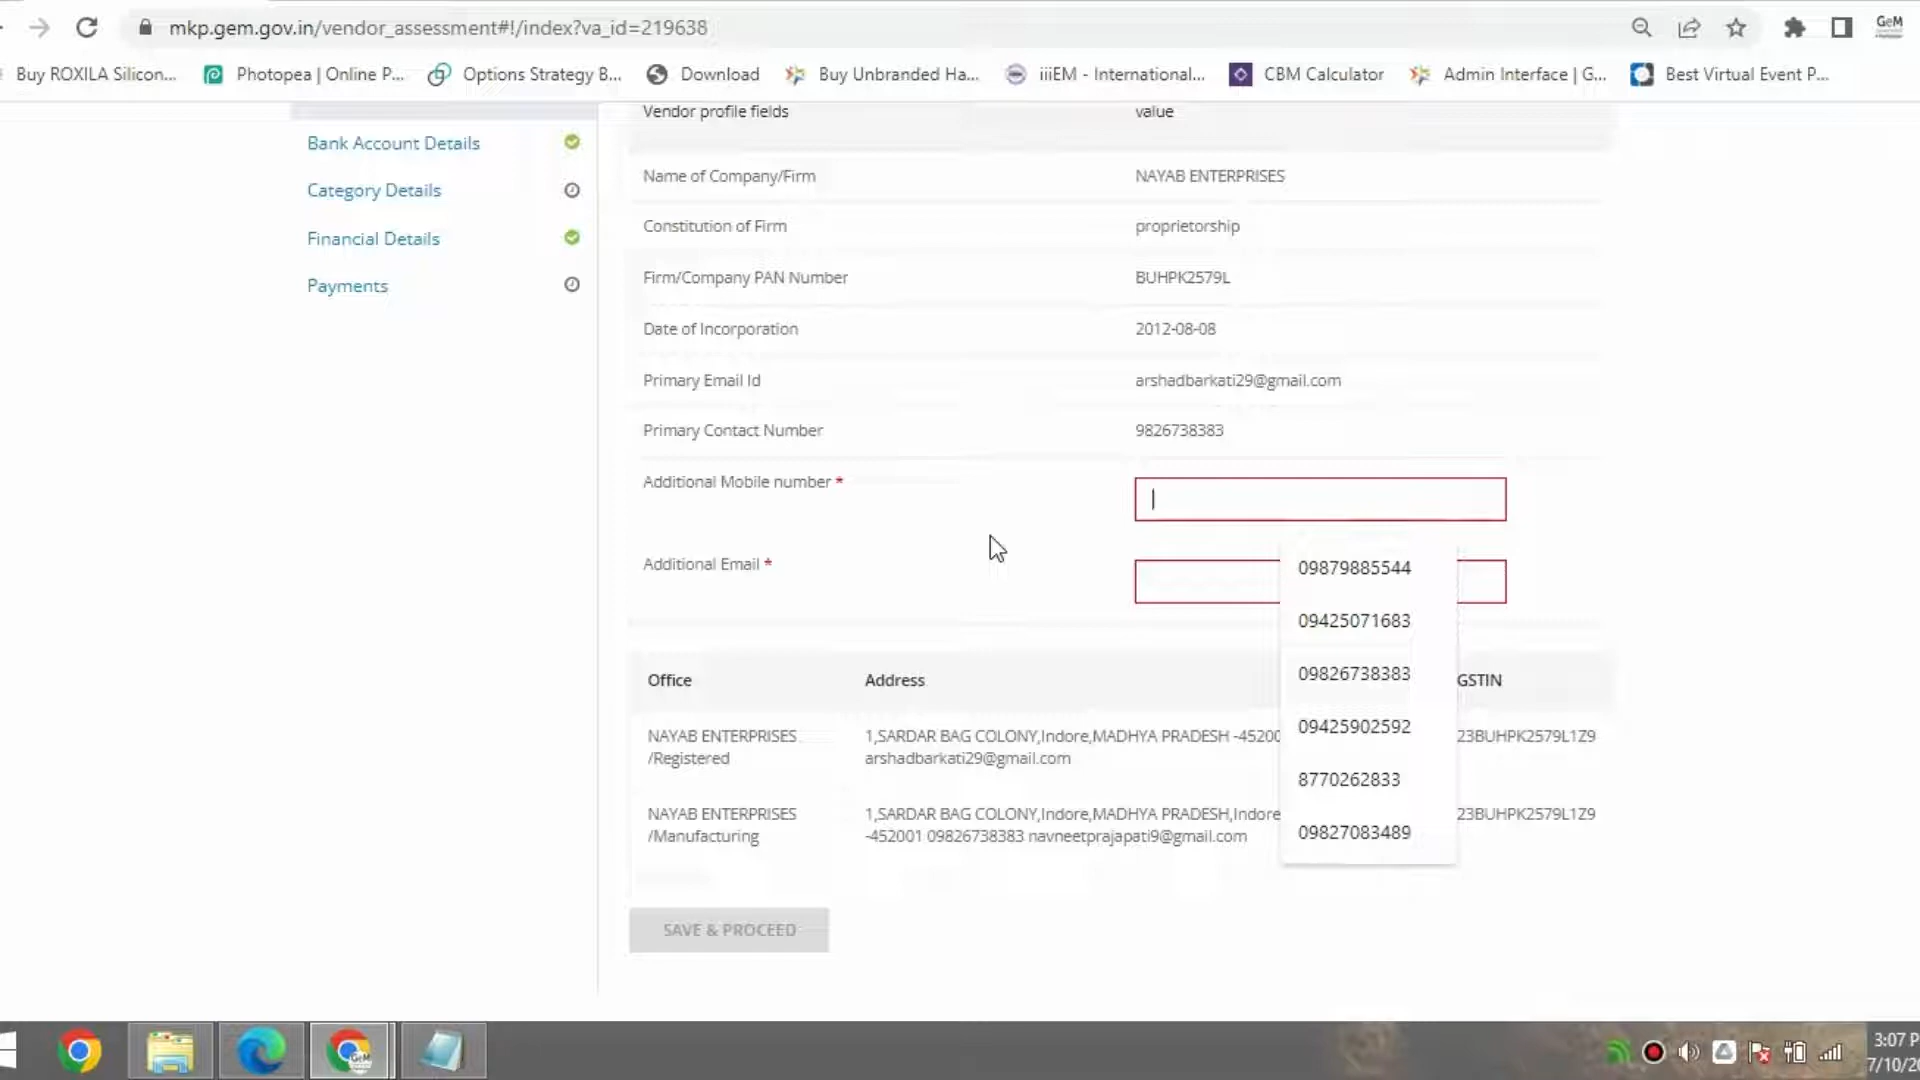 mkp.gem.gov.in/vendor_assessment#!/index?va_id=219638
GeM
Buy ROXILA Silicon... Photopea | Online P... Options Strategy B... Download Buy Unbranded Ha... iiiEM - International... CBM Calculator Admin Interface | G... Best Virtual Event P...
Vendor profile fields value
Bank Account Details
Category Details
Financial Details
Payments
Name of Company/Firm NAYAB ENTERPRISES
Constitution of Firm proprietorship
Firm/Company PAN Number BUHPK2579L
Date of Incorporation 2012-08-08
Primary Email Id arshadbarkati29@gmail.com
Primary Contact Number 9826738383
Additional Mobile number *
Additional Email *
09879885544
09425071683
09826738383
09425902592
8770262833
09827083489
Office Address GSTIN
NAYAB ENTERPRISES 1,SARDAR BAG COLONY,Indore,MADHYA PRADESH -45200 23BUHPK2579L1Z9
/Registered arshadbarkati29@gmail.com
NAYAB ENTERPRISES 1,SARDAR BAG COLONY,Indore,MADHYA PRADESH,Indore 23BUHPK2579L1Z9
/Manufacturing -452001 09826738383 navneetprajapati9@gmail.com
SAVE & PROCEED
GeM
3:07 P
7/10/20